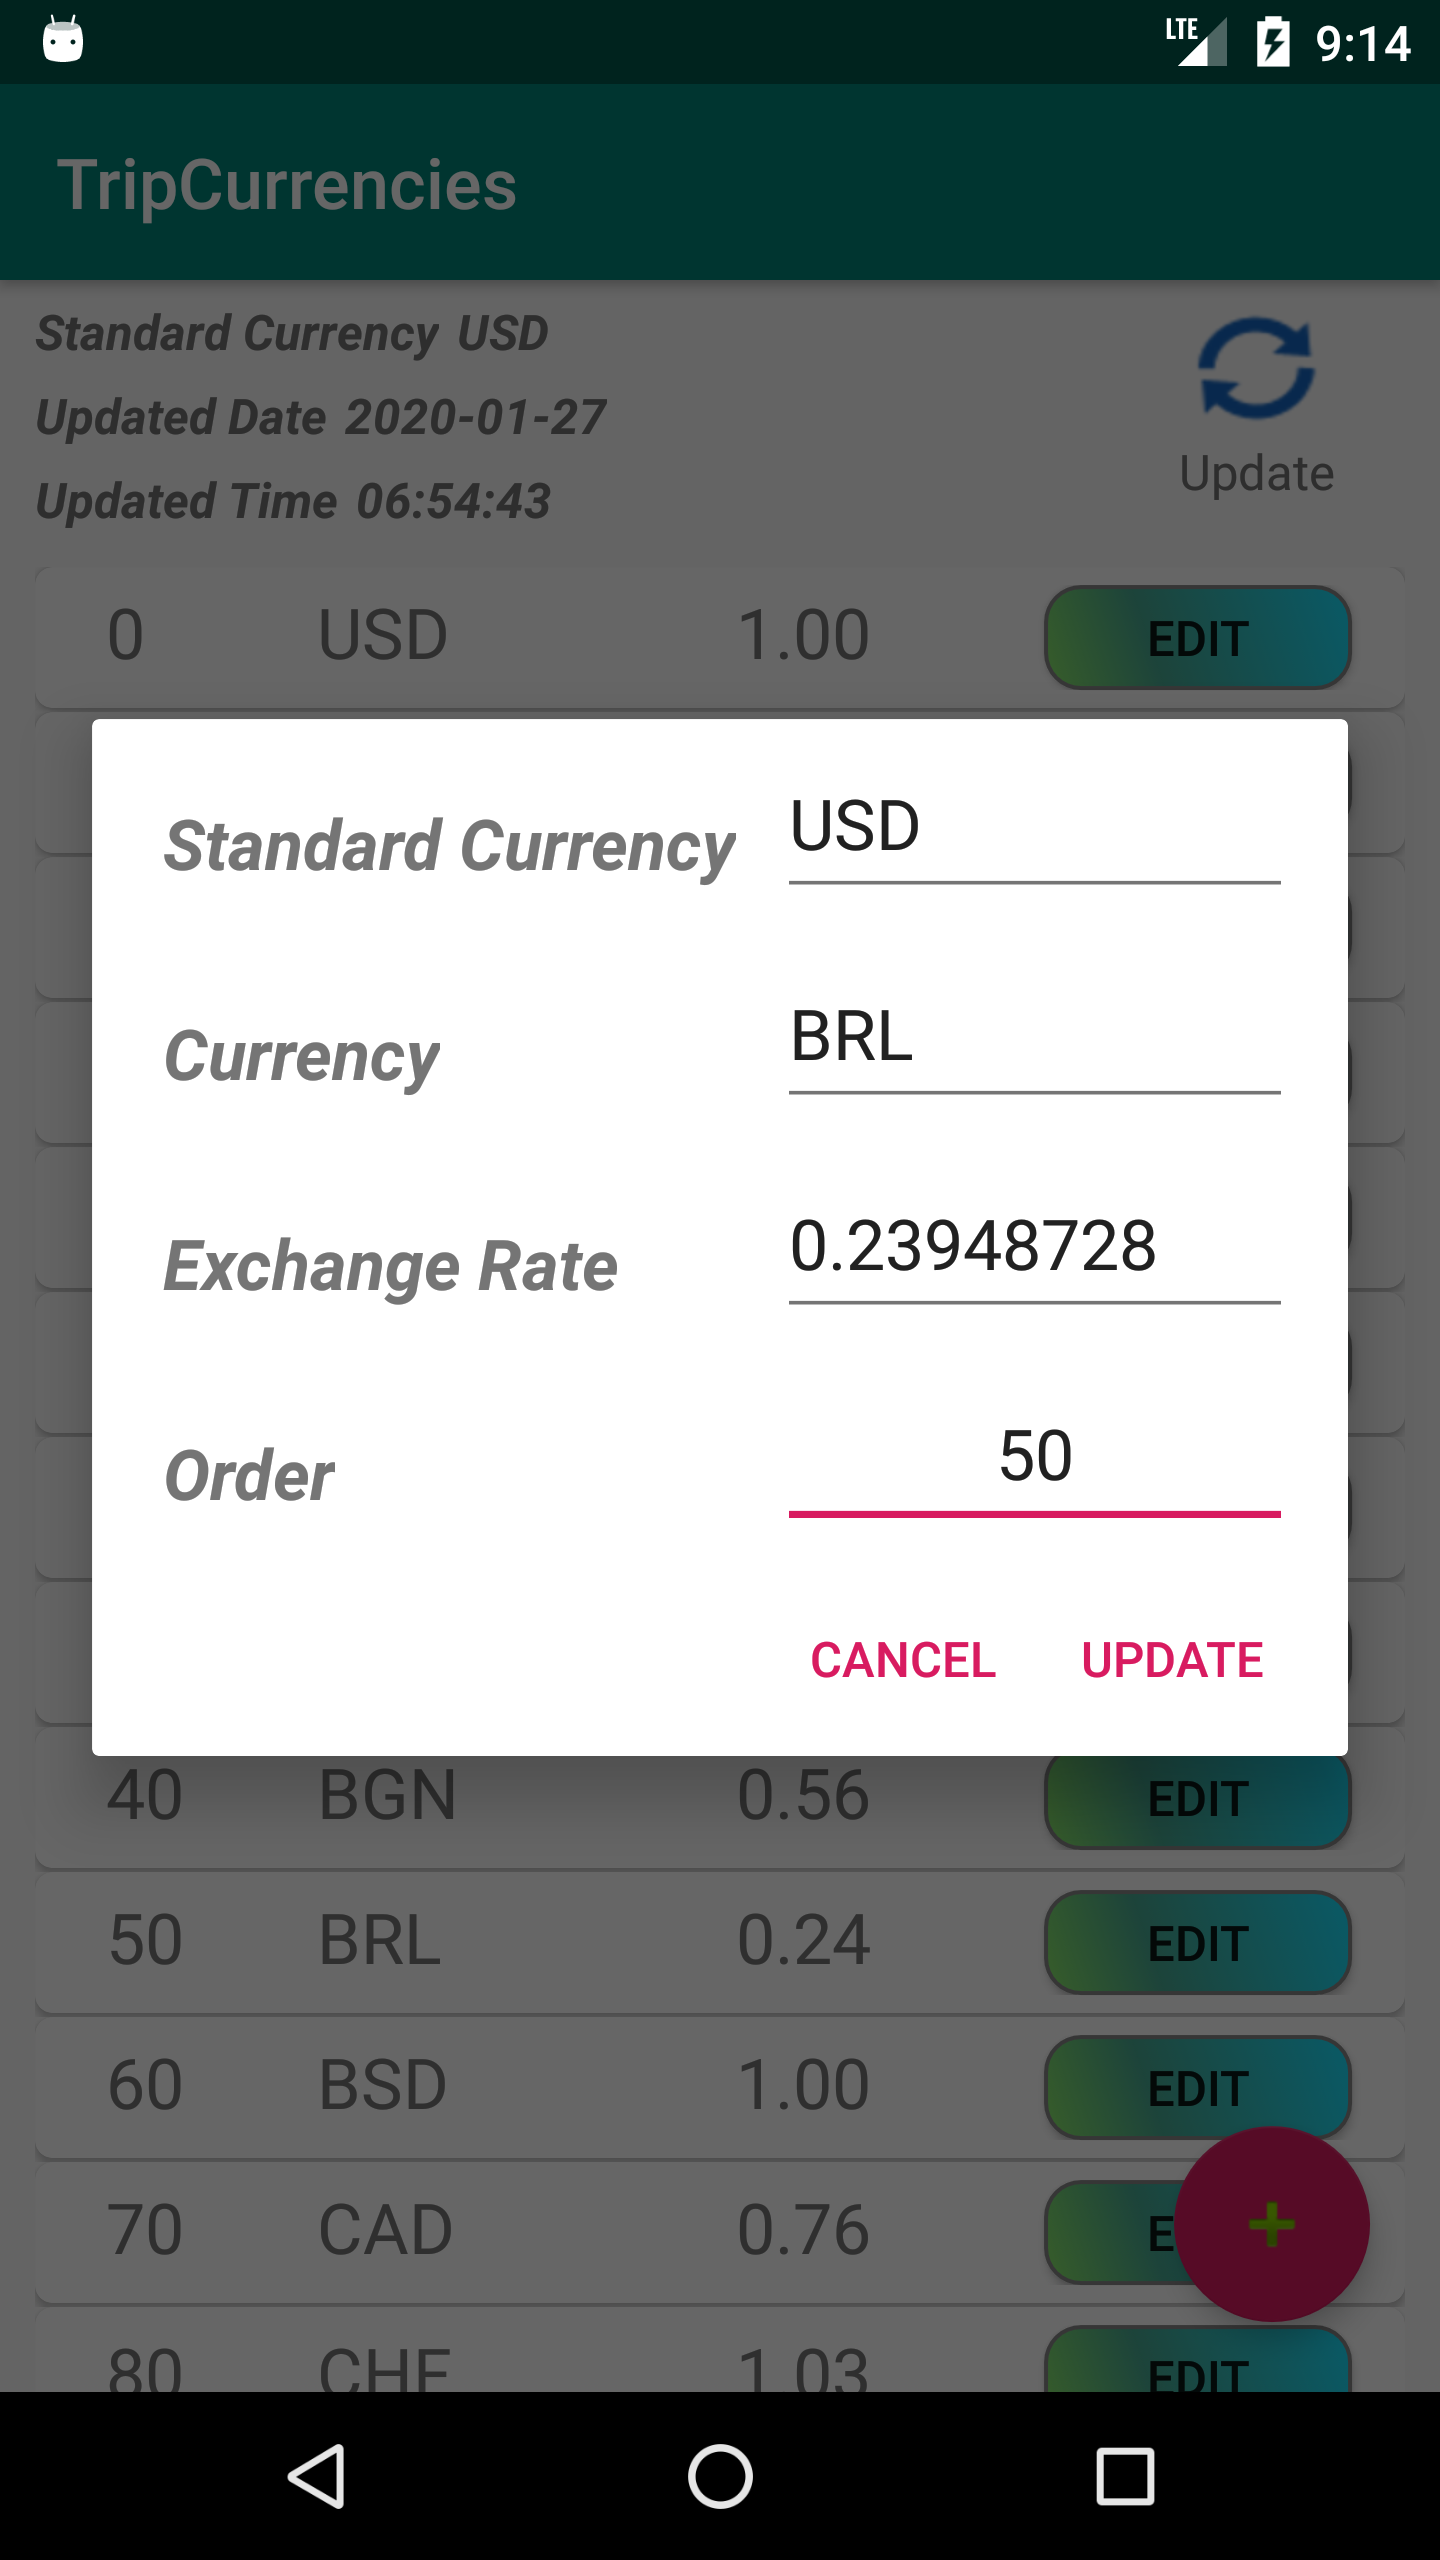 LTE 9:14
TripCurrencies
Standard Currency USD
Updated Date 2020-01-27
Updated Time 06:54:43
Update
0 USD 1.00 EDIT
Standard Currency USD
Currency BRL
Exchange Rate 0.23948728
Order 50
CANCEL UPDATE
40 BGN 0.56 EDIT
50 BRL 0.24 EDIT
60 BSD 1.00 EDIT
70 CAD 0.76 E
80 CHF 1.03 EDIT